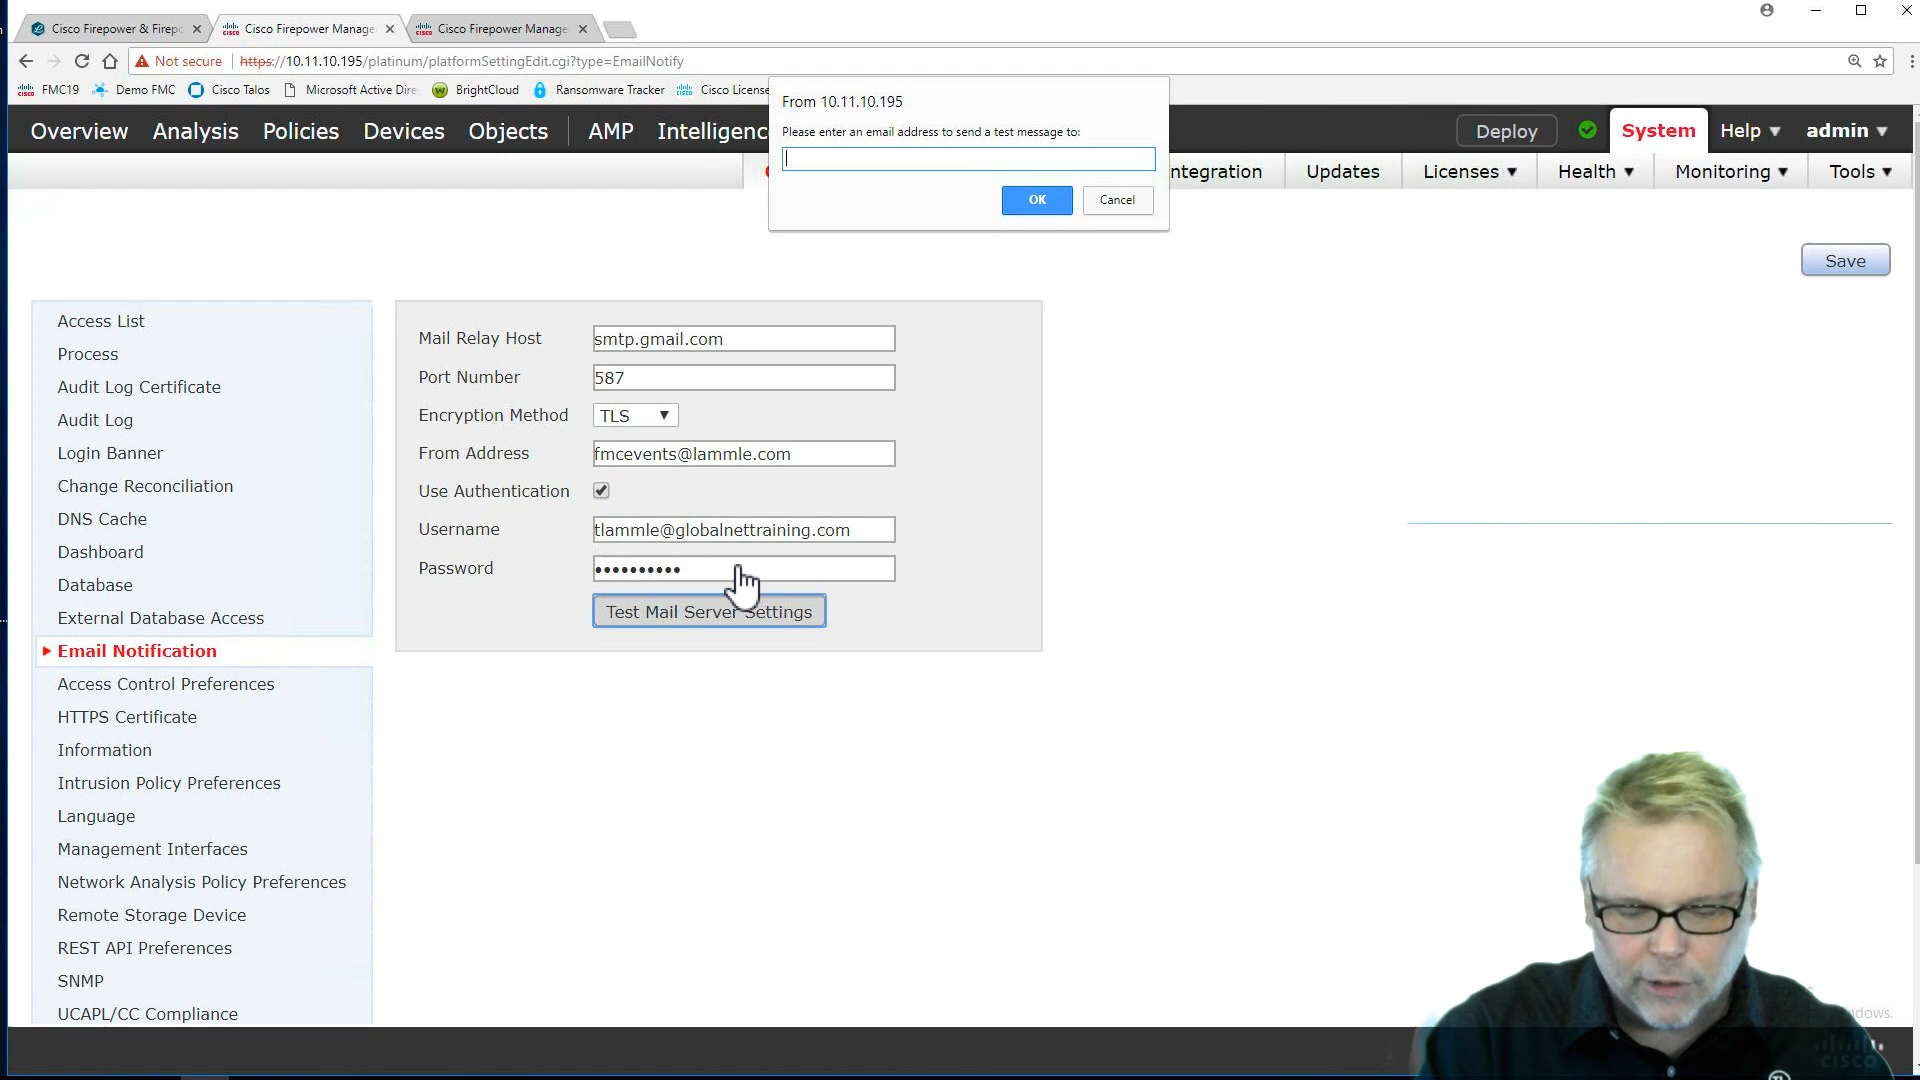 Cisco Firepower & Firepo
Cisco Firepower Manage
Cisco Firepower Manage
Not secure
https://10.11.10.195/platinum/platformSettingEdit.cgi?type=EmailNotify
FMC19
Demo FMC
Cisco Talos
Microsoft Active Dire
BrightCloud
Ransomware Tracker
Cisco License
From 10.11.10.195
Please enter an email address to send a test message to:
OK
Cancel
Overview
Analysis
Policies
Devices
Objects
AMP
Intelligenc
Deploy
System
Help
admin
ntegration
Updates
Licenses
Health
Monitoring
Tools
Save
Access List
Process
Audit Log Certificate
Audit Log
Login Banner
Change Reconciliation
DNS Cache
Dashboard
Database
External Database Access
Email Notification
Access Control Preferences
HTTPS Certificate
Information
Intrusion Policy Preferences
Language
Management Interfaces
Network Analysis Policy Preferences
Remote Storage Device
REST API Preferences
SNMP
UCAPL/CC Compliance
Mail Relay Host smtp.gmail.com
Port Number 587
Encryption Method TLS
From Address fmcevents@lammle.com
Use Authentication
Username tlammle@globalnettraining.com
Password
Test Mail Server Settings
dows.
CISCO